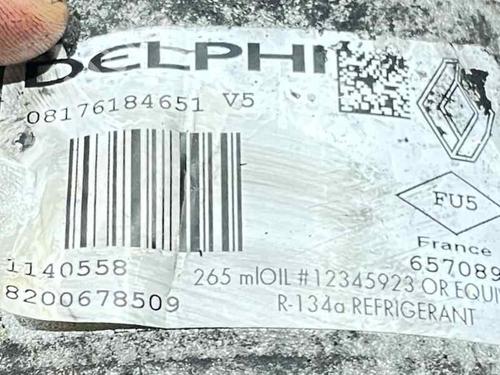 DELPHI
08176184651 V5
FU5
France
657089
1140558
8200678509
265 mlOIL #12345923 OR EQUI
R-134a REFRIGERANT